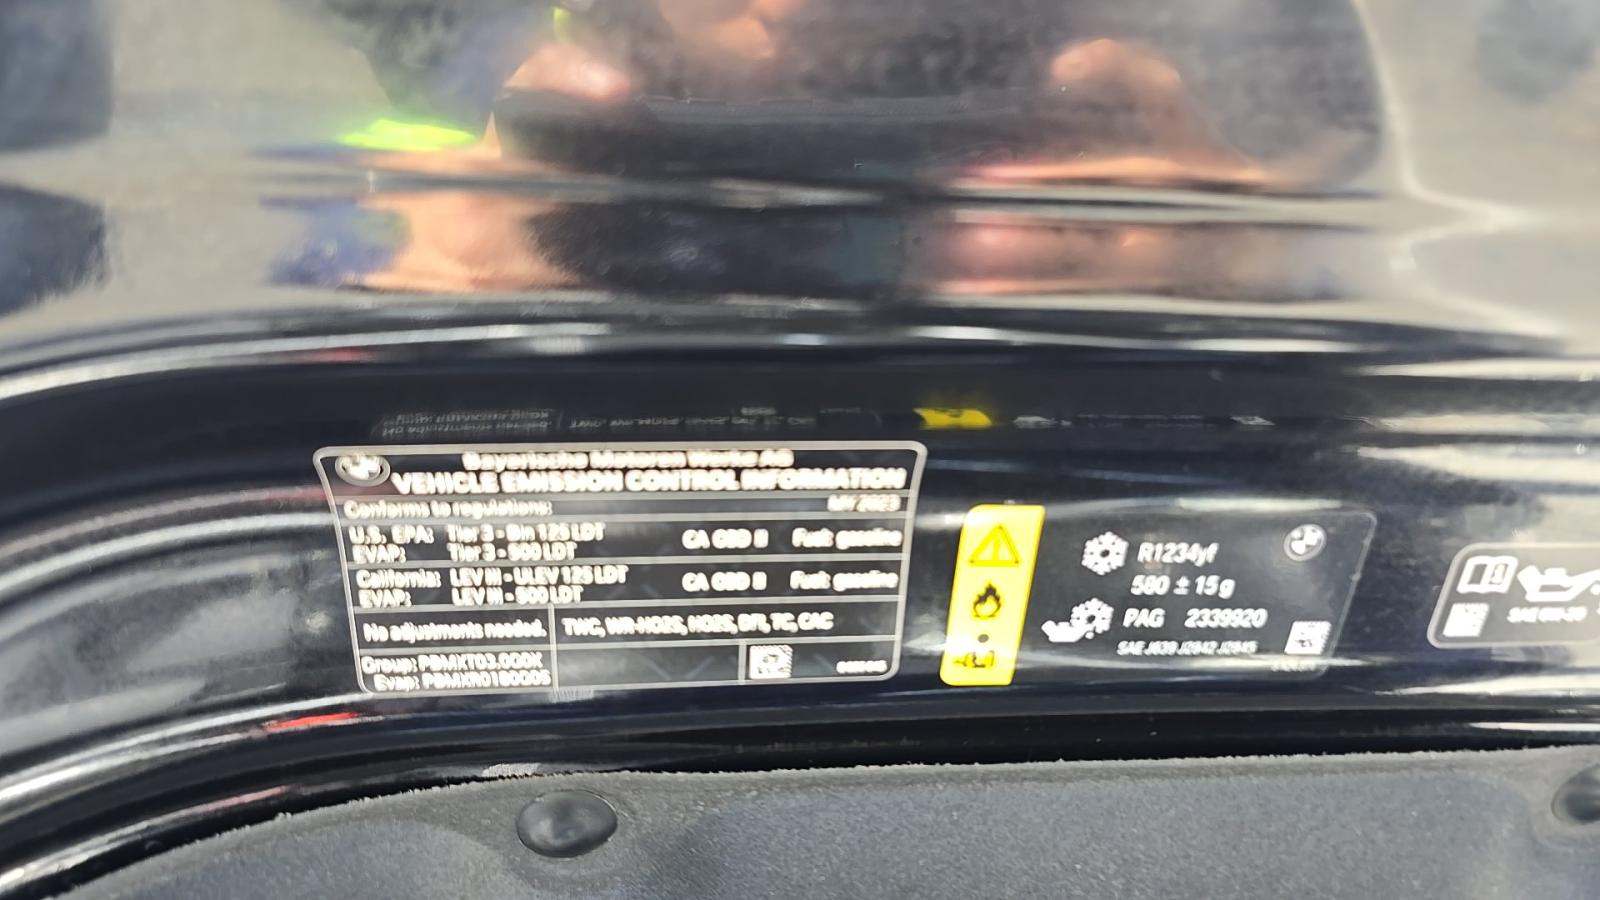 Bayerische Motoren Werke AG
VEHICLE EMISSION CONTROL INFORMATION
Conforms to regulations: MY 2023
U.S. EPA: Tier 3 - Bin 125 LDT CA OBD II Fuel: gasoline
EVAP: Tier 3 - 500 LDT
California: LEV III - ULEV 125 LDT CA OBD II Fuel: gasoline
EVAP: LEV III - 500 LDT
No adjustments needed. TWC, WR-HO2S, HO2S, DFI, TC, CAC
Group: PBMXT03.000X
Evap:
R1234yf
580 ± 15 g
PAG 2339920
SAE J639 J2842 J2845
SAE